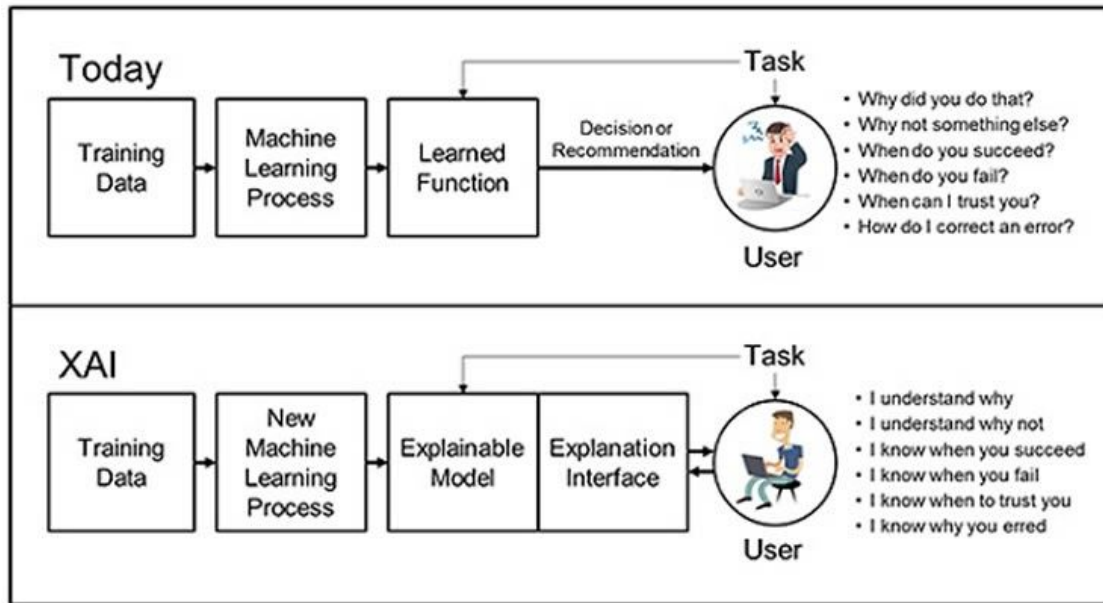 Today
Task
Training
Data
Machine
Learning
Process
Learned
Function
Decision or
Recommendation
User
• Why did you do that?
• Why not something else?
• When do you succeed?
• When do you fail?
• When can I trust you?
• How do I correct an error?
XAI
Task
Training
Data
New
Machine
Learning
Process
Explainable
Model
Explanation
Interface
User
• I understand why
• I understand why not
• I know when you succeed
• I know when you fail
• I know when to trust you
• I know why you erred